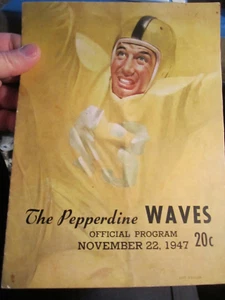 The Pepperdine WAVES
OFFICIAL PROGRAM
NOVEMBER 22, 1947 20c